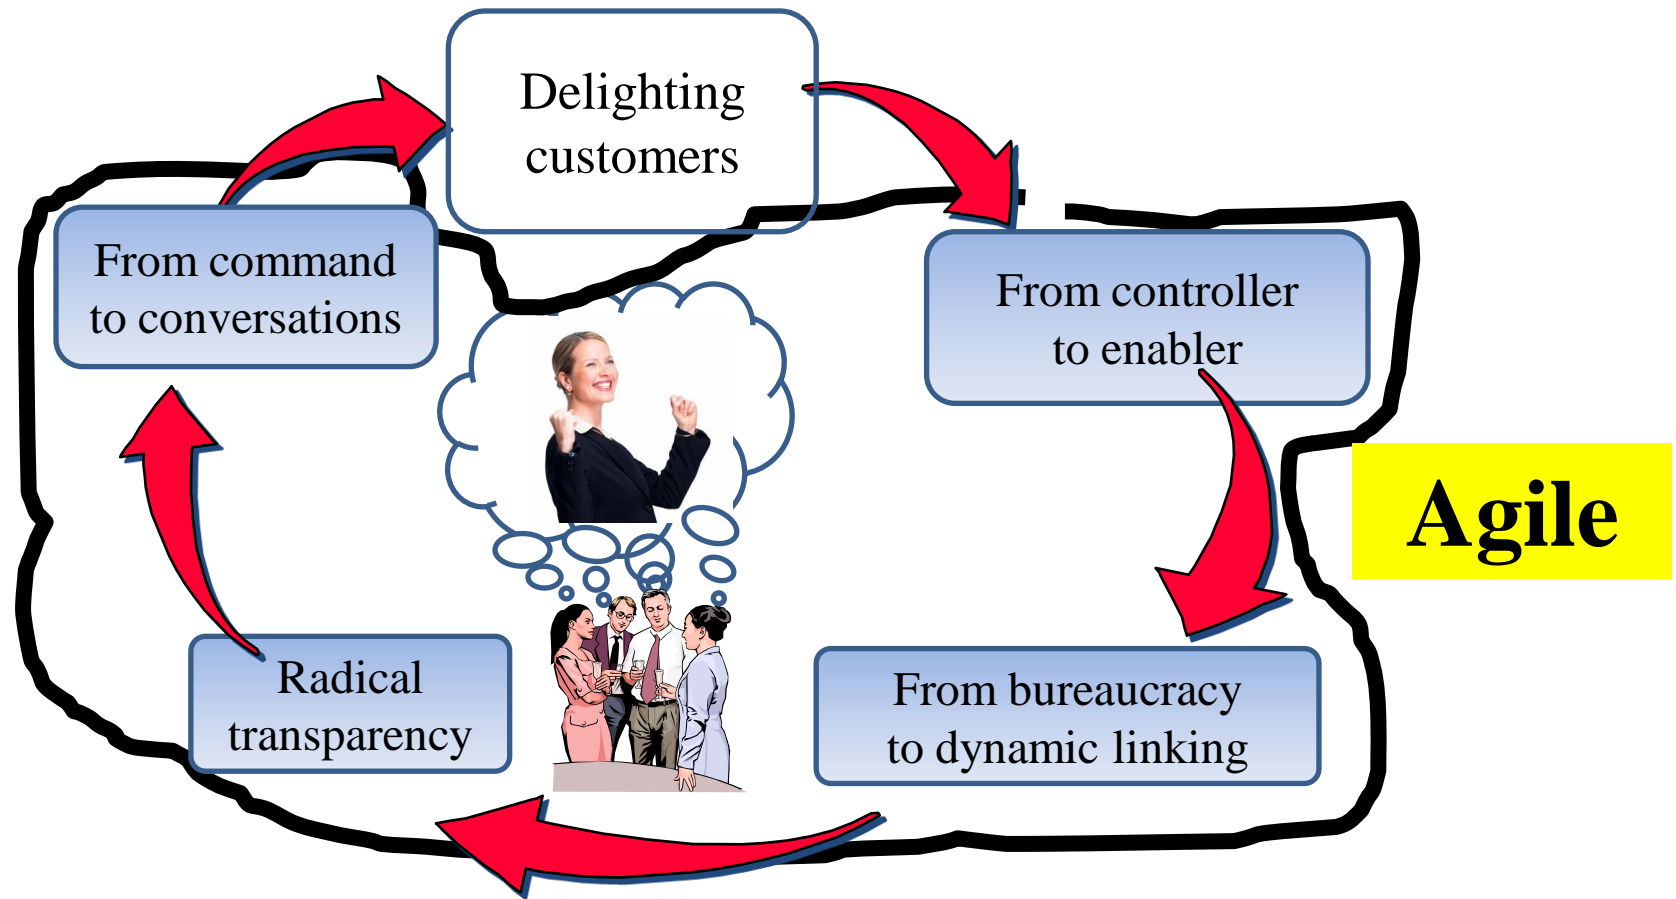 Delighting
customers
From command
to conversations
From controller
to enabler
Agile
Radical
transparency
From bureaucracy
to dynamic linking